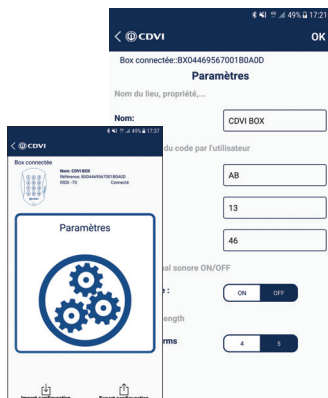 17:21
49%
< CDVI
OK
Box connectée::BX04469567001B0A0D
Paramètres
Nom du lieu, propriété,...
Nom:
CDVI BOX
du code par l'utilisateur
AB
13
46
al sonore ON/OFF
e :
ON
OFF
ength
rms
4
5
49% 17:37
< CDVI
Box connectée
Nom: CDVI BOX
Référence: BX04469567001B0A0D
RSSI: -70
Connecté
Paramètres